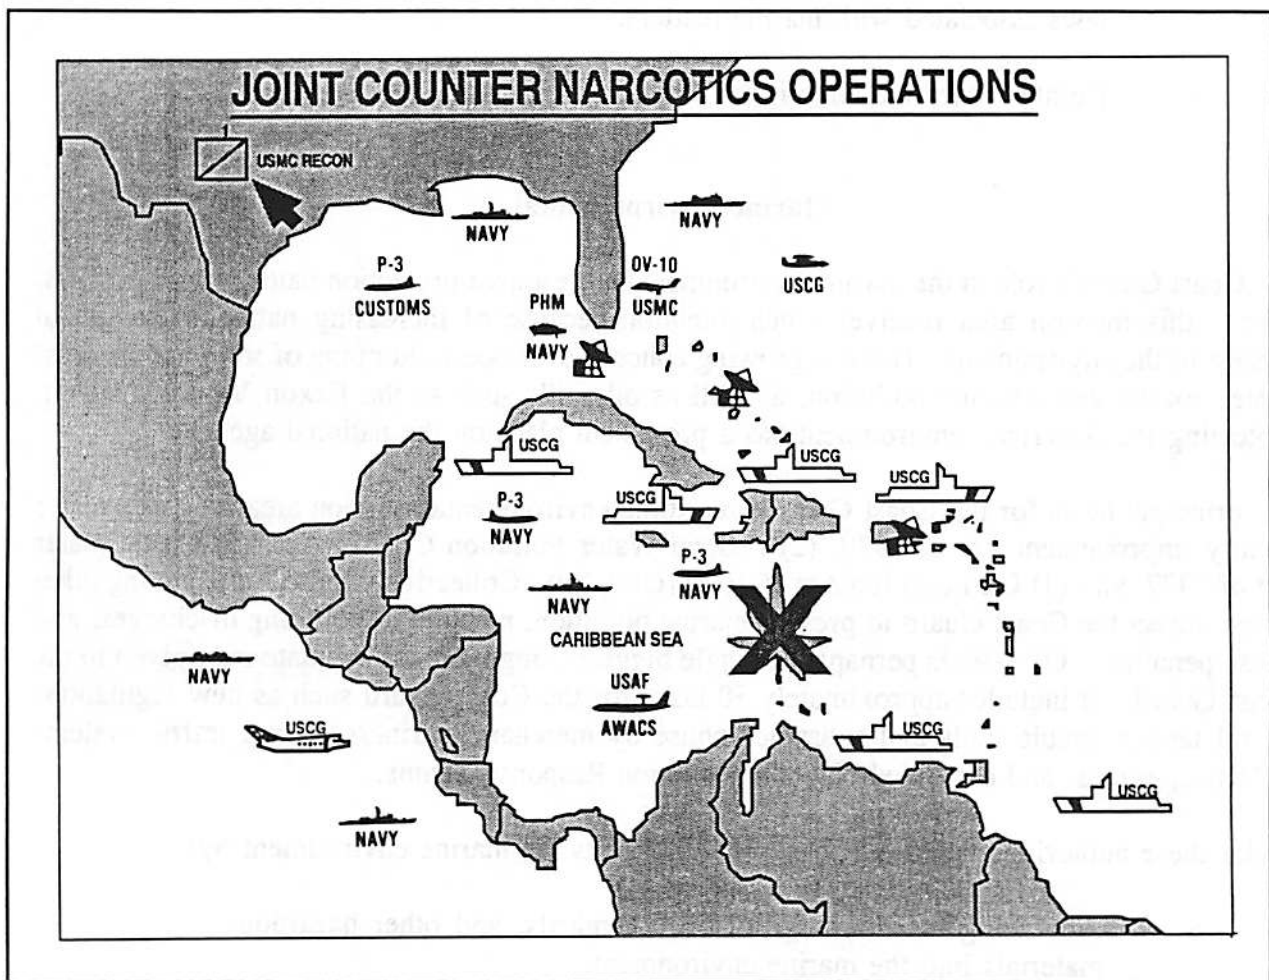 JOINT COUNTER NARCOTICS OPERATIONS
1
USMC RECON
NAVY
NAVY
P-3
CUSTOMS
OV-10
USMC
USCG
PHM
NAVY
USCG
USCG
USCG
USCG
P-3
NAVY
P-3
NAVY
NAVY
CARIBBEAN SEA
NAVY
USAF
AWACS
USCG
USCG
USCG
NAVY